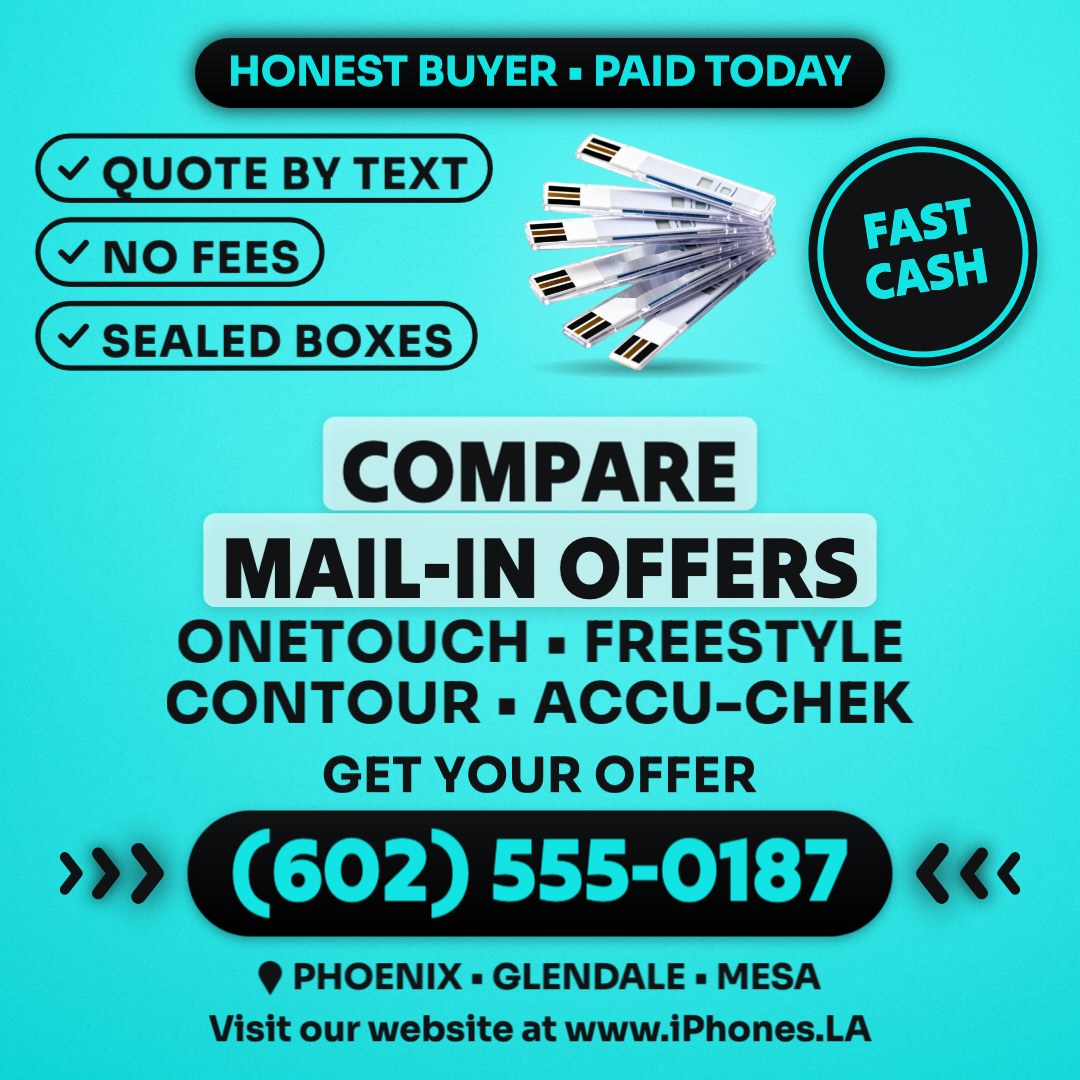 HONEST BUYER ▪ PAID TODAY
QUOTE BY TEXT
NO FEES
SEALED BOXES
FAST
CASH
COMPARE
MAIL-IN OFFERS
ONETOUCH ▪ FREESTYLE
CONTOUR ▪ ACCU-CHEK
GET YOUR OFFER
(602) 555-0187
PHOENIX ▪ GLENDALE ▪ MESA
Visit our website at www.iPhones.LA